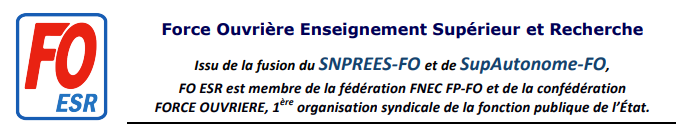 FO
ESR
Force Ouvrière Enseignement Supérieur et Recherche
Issu de la fusion du SNPREES-FO et de SupAutonome-FO,
FO ESR est membre de la fédération FNEC FP-FO et de la confédération
FORCE OUVRIERE, 1ère organisation syndicale de la fonction publique de l’État.